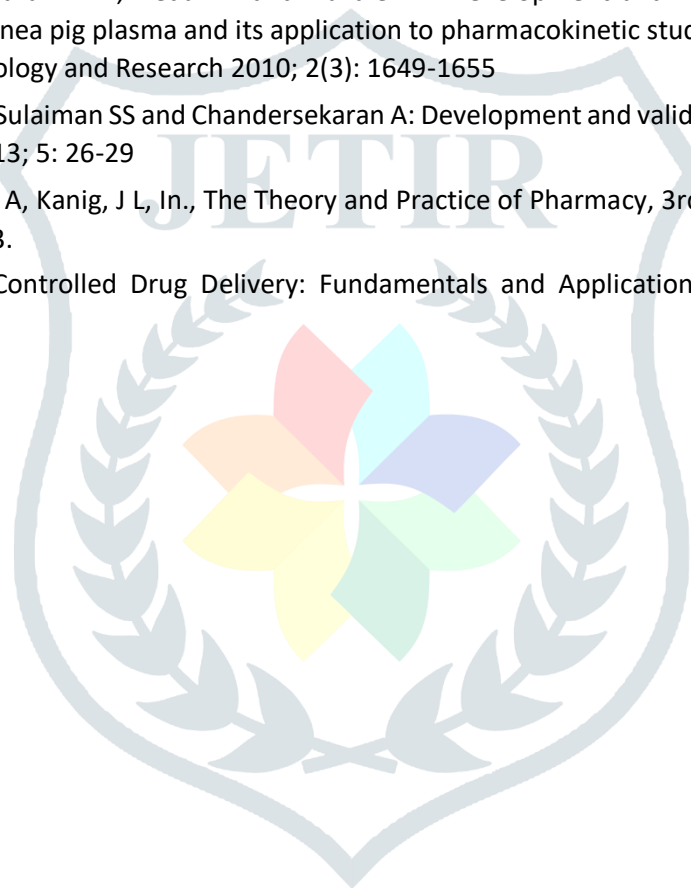 nea pig plasma and its application to pharmacokinetic stud
ology and Research 2010; 2(3): 1649-1655
Sulaiman SS and Chandersekaran A: Development and valid
13; 5: 26-29
A, Kanig, J L, In., The Theory and Practice of Pharmacy, 3rd
3.
Controlled Drug Delivery: Fundamentals and Application
JETIR